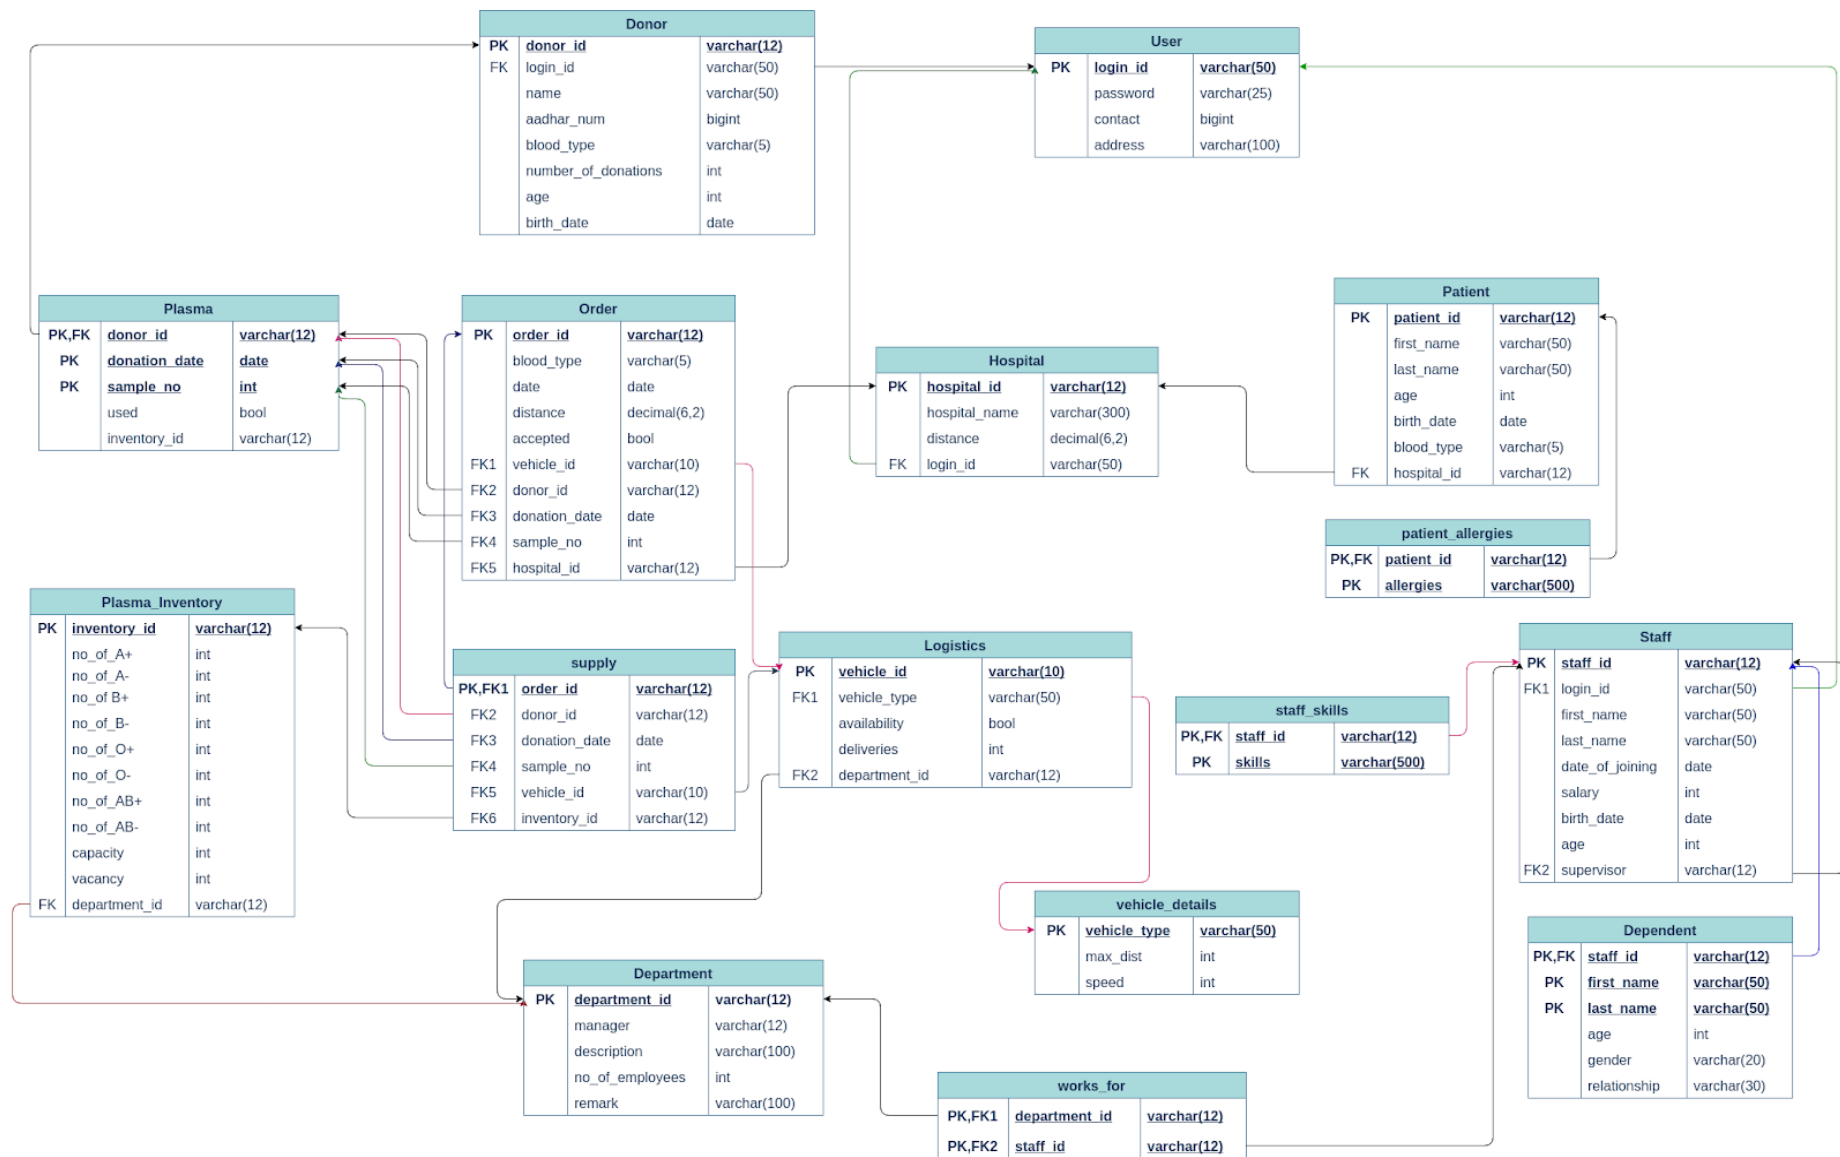 Donor
PK donor_id varchar(12)
FK login_id varchar(50)
name varchar(50)
aadhar_num bigint
blood_type varchar(5)
number_of_donations int
age int
birth_date date
User
PK login_id varchar(50)
password varchar(25)
contact bigint
address varchar(100)
Plasma
PK,FK donor_id varchar(12)
PK donation_date date
PK sample_no int
used bool
inventory_id varchar(12)
Order
PK order_id varchar(12)
blood_type varchar(5)
date date
distance decimal(6,2)
accepted bool
FK1 vehicle_id varchar(10)
FK2 donor_id varchar(12)
FK3 donation_date date
FK4 sample_no int
FK5 hospital_id varchar(12)
Hospital
PK hospital_id varchar(12)
hospital_name varchar(300)
distance decimal(6,2)
FK login_id varchar(50)
Patient
PK patient_id varchar(12)
first_name varchar(50)
last_name varchar(50)
age int
birth_date date
blood_type varchar(5)
FK hospital_id varchar(12)
patient_allergies
PK,FK patient_id varchar(12)
PK allergies varchar(500)
Plasma_Inventory
PK inventory_id varchar(12)
no_of_A+ int
no_of_A- int
no_of B+ int
no_of_B- int
no_of_O+ int
no_of_O- int
no_of_AB+ int
no_of_AB- int
capacity int
vacancy int
FK department_id varchar(12)
supply
PK,FK1 order_id varchar(12)
FK2 donor_id varchar(12)
FK3 donation_date date
FK4 sample_no int
FK5 vehicle_id varchar(10)
FK6 inventory_id varchar(12)
Logistics
PK vehicle_id varchar(10)
FK1 vehicle_type varchar(50)
availability bool
deliveries int
FK2 department_id varchar(12)
staff_skills
PK,FK staff_id varchar(12)
PK skills varchar(500)
Staff
PK staff_id varchar(12)
FK1 login_id varchar(50)
first_name varchar(50)
last_name varchar(50)
date_of_joining date
salary int
birth_date date
age int
FK2 supervisor varchar(12)
vehicle_details
PK vehicle_type varchar(50)
max_dist int
speed int
Dependent
PK,FK staff_id varchar(12)
PK first_name varchar(50)
PK last_name varchar(50)
age int
gender varchar(20)
relationship varchar(30)
Department
PK department_id varchar(12)
manager varchar(12)
description varchar(100)
no_of_employees int
remark varchar(100)
works_for
PK,FK1 department_id varchar(12)
PK,FK2 staff_id varchar(12)